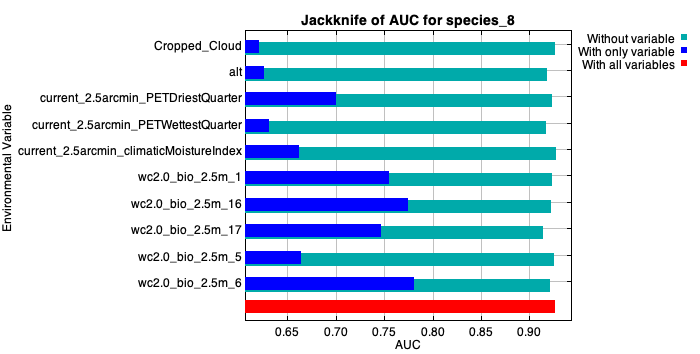 Jackknife of AUC for species_8
Without variable
With only variable
With all variables
Environmental Variable
Cropped_Cloud
alt
current_2.5arcmin_PETDriestQuarter
current_2.5arcmin_PETWettestQuarter
current_2.5arcmin_climaticMoistureIndex
wc2.0_bio_2.5m_1
wc2.0_bio_2.5m_16
wc2.0_bio_2.5m_17
wc2.0_bio_2.5m_5
wc2.0_bio_2.5m_6
0.65 0.70 0.75 0.80 0.85 0.90
AUC